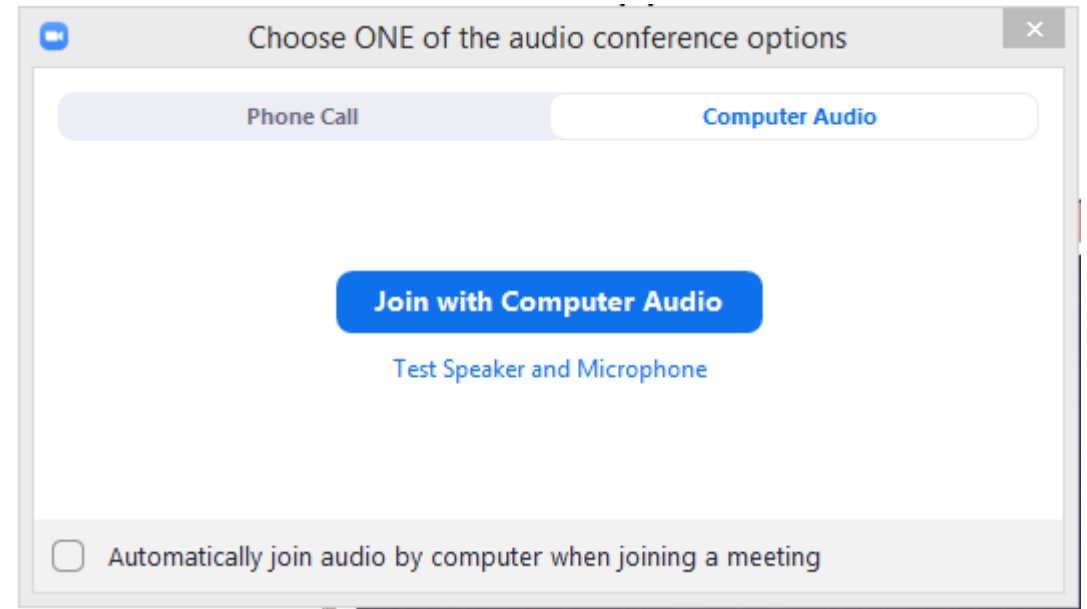 Choose ONE of the audio conference options
Phone Call
Computer Audio
Join with Computer Audio
Test Speaker and Microphone
Automatically join audio by computer when joining a meeting